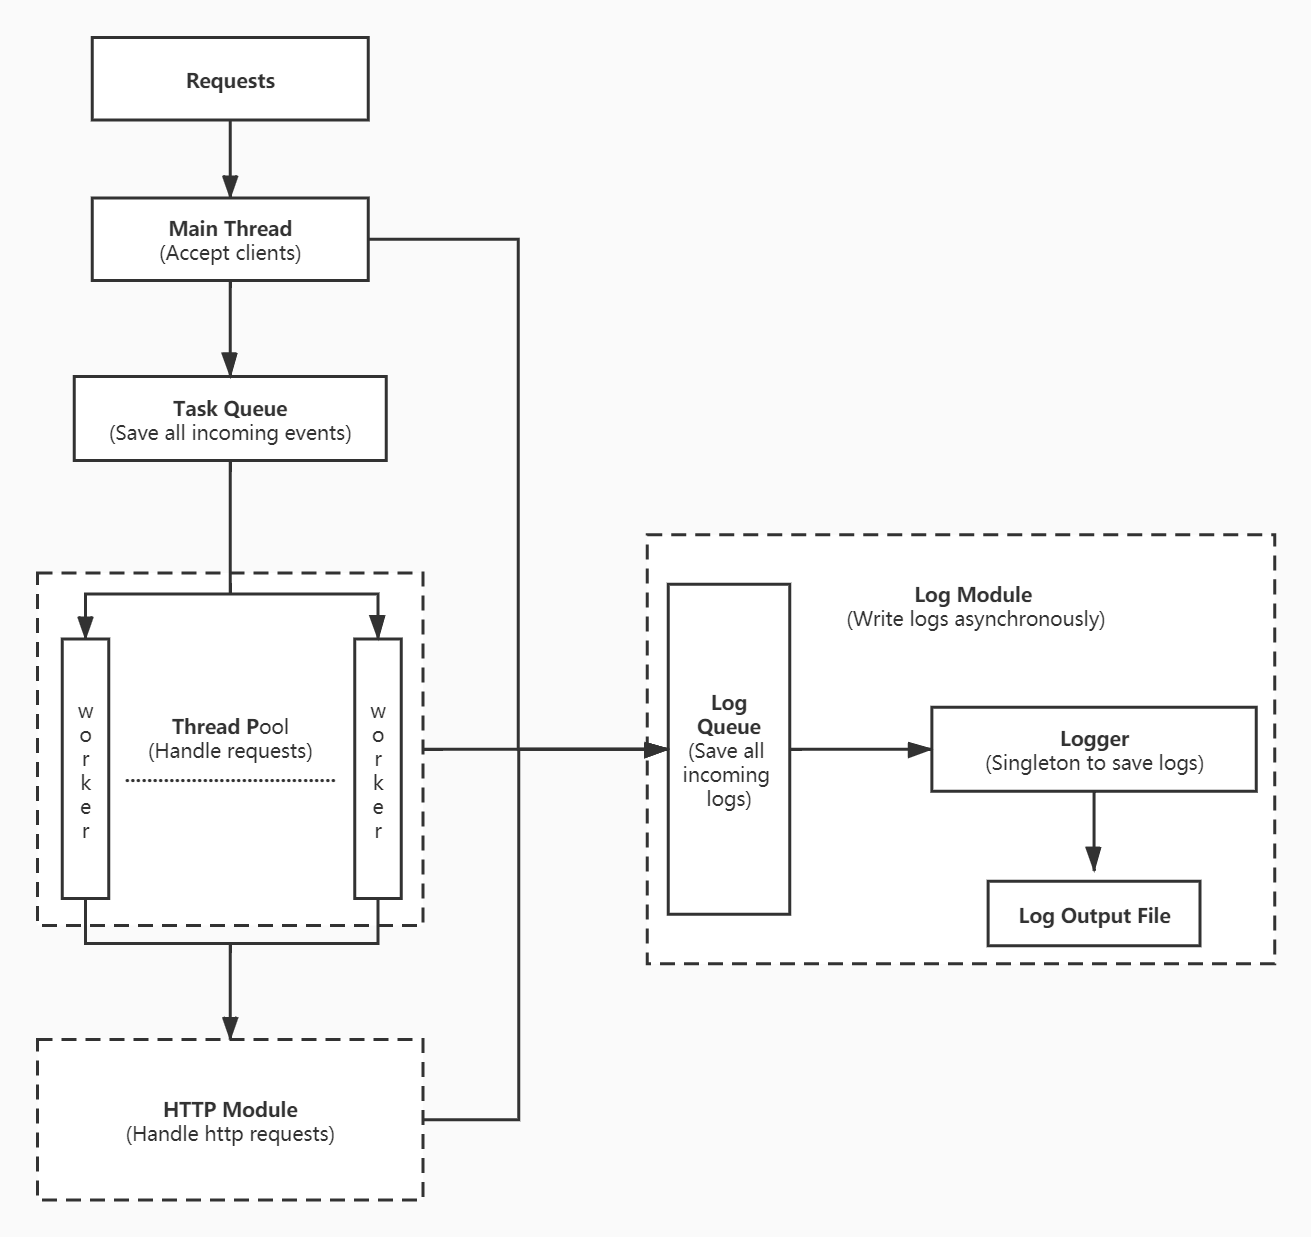 Requests
Main Thread
(Accept clients)
Task Queue
(Save all incoming events)
worker
Thread Pool
(Handle requests)
worker
HTTP Module
(Handle http requests)
Log Module
(Write logs asynchronously)
Log
Queue
(Save all
incoming
logs)
Logger
(Singleton to save logs)
Log Output File